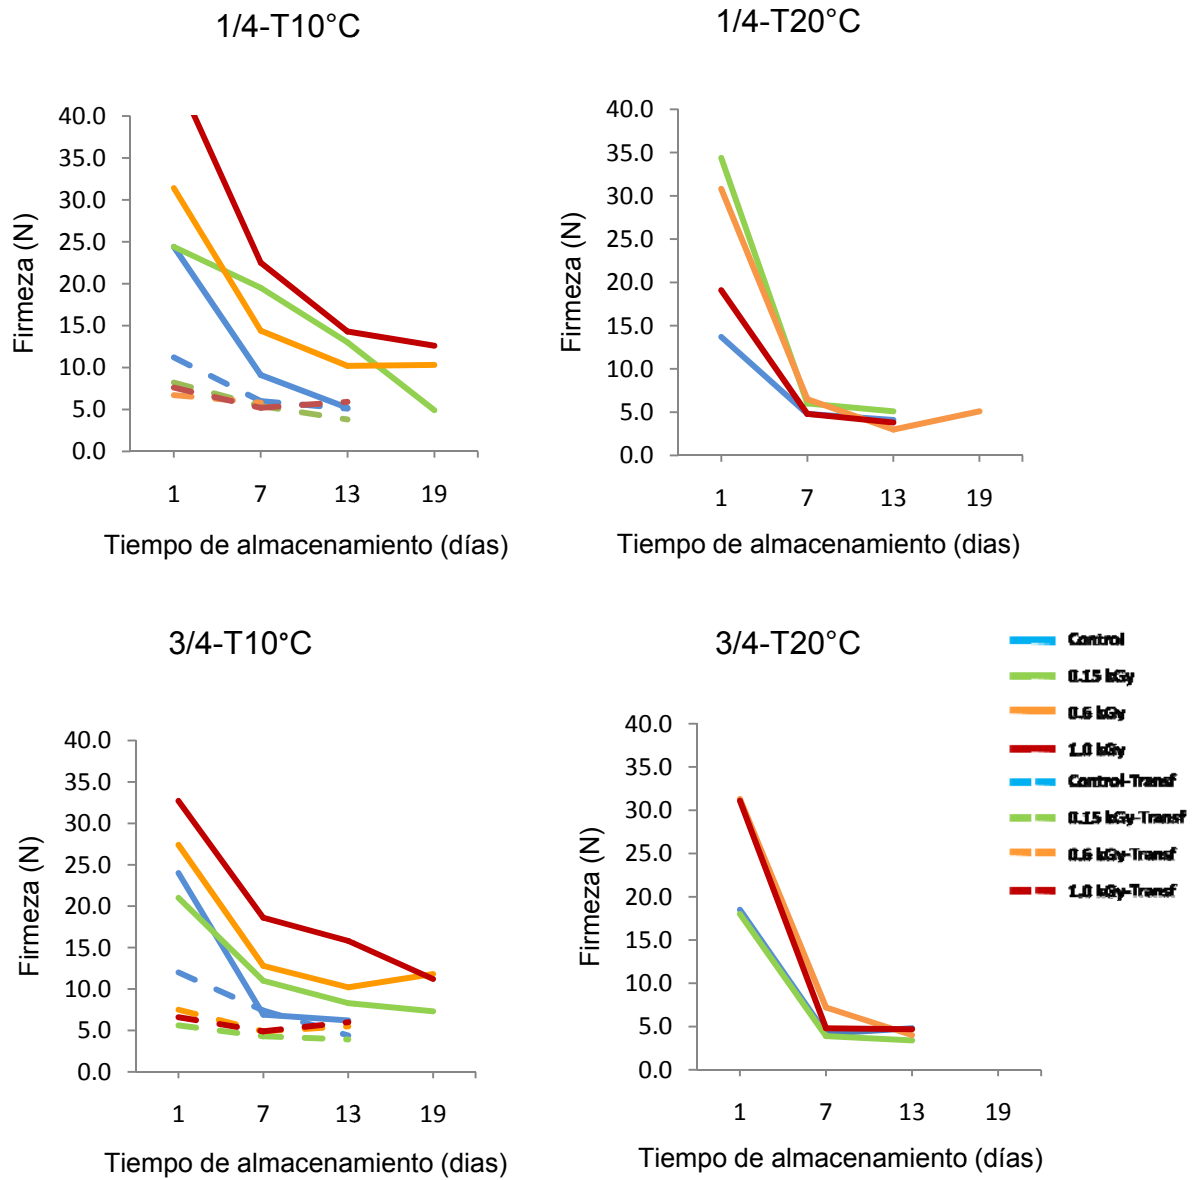 1/4-T10°C
40.0
35.0
30.0
25.0
20.0
15.0
10.0
5.0
0.0
Firmeza (N)
1 7 13 19
Tiempo de almacenamiento (días)
1/4-T20°C
40.0
35.0
30.0
25.0
20.0
15.0
10.0
5.0
0.0
Firmeza (N)
1 7 13 19
Tiempo de almacenamiento (dias)
3/4-T10°C
40.0
35.0
30.0
25.0
20.0
15.0
10.0
5.0
0.0
Firmeza (N)
1 7 13 19
Tiempo de almacenamiento (dias)
3/4-T20°C
40.0
35.0
30.0
25.0
20.0
15.0
10.0
5.0
0.0
Firmeza (N)
1 7 13 19
Tiempo de almacenamiento (días)
Control
0.15 kGy
0.6 kGy
1.0 kGy
Control-Transf
0.15 kGy-Transf
0.6 kGy-Transf
1.0 kGy-Transf